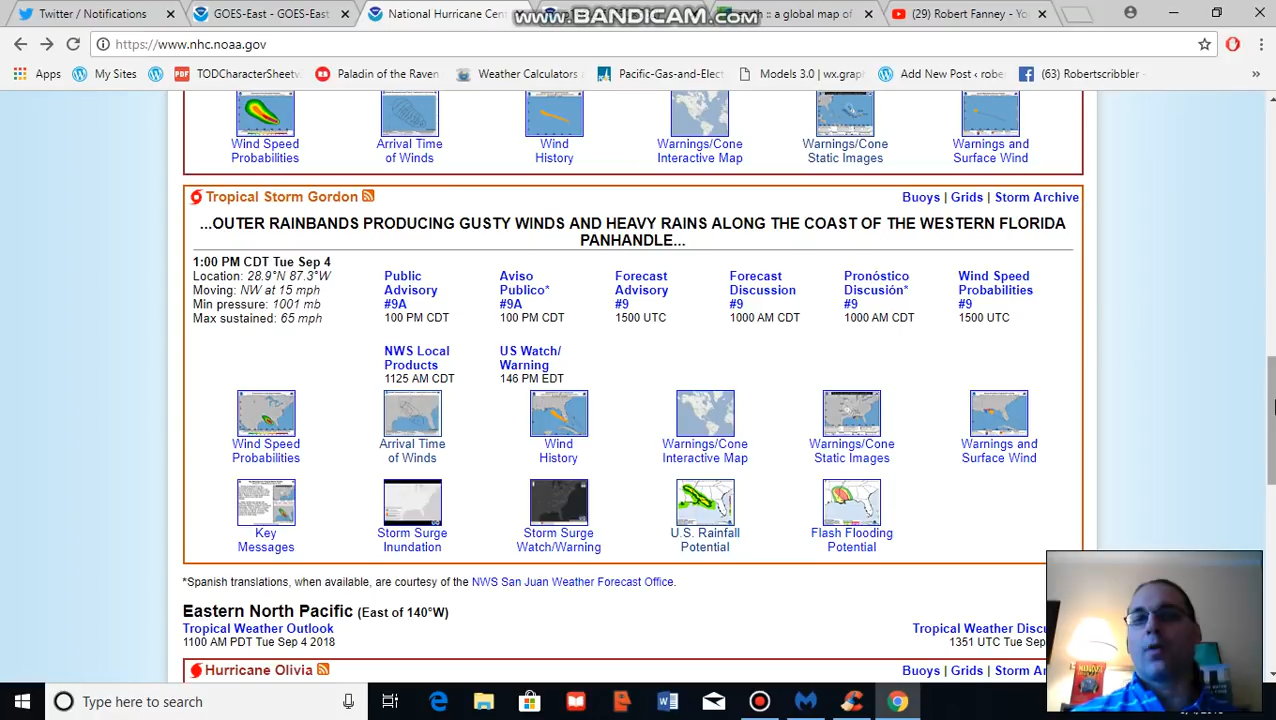 Twitter / Notifications
GOES-East - GOES-East
National Hurricane Cen
WWW.BANDICAM.COM
a global map of
(29) Robert Fanney - Yo
https://www.nhc.noaa.gov
Apps
My Sites
TODCharacterSheetv
Paladin of the Raven
Weather Calculators
Pacific-Gas-and-Elect
Models 3.0 | wx.grap
Add New Post ‹ rober
(63) Robertscribbler -
»
Wind Speed
Probabilities
Arrival Time
of Winds
Wind
History
Warnings/Cone
Interactive Map
Warnings/Cone
Static Images
Warnings and
Surface Wind
Tropical Storm Gordon
Buoys | Grids | Storm Archive
...OUTER RAINBANDS PRODUCING GUSTY WINDS AND HEAVY RAINS ALONG THE COAST OF THE WESTERN FLORIDA
PANHANDLE...
1:00 PM CDT Tue Sep 4
Location: 28.9°N 87.3°W
Moving: NW at 15 mph
Min pressure: 1001 mb
Max sustained: 65 mph
Public
Advisory
#9A
100 PM CDT
Aviso
Publico*
#9A
100 PM CDT
Forecast
Advisory
#9
1500 UTC
Forecast
Discussion
#9
1000 AM CDT
Pronóstico
Discusión*
#9
1000 AM CDT
Wind Speed
Probabilities
#9
1500 UTC
NWS Local
Products
1125 AM CDT
US Watch/
Warning
146 PM EDT
Wind Speed
Probabilities
Arrival Time
of Winds
Wind
History
Warnings/Cone
Interactive Map
Warnings/Cone
Static Images
Warnings and
Surface Wind
Key
Messages
Storm Surge
Inundation
Storm Surge
Watch/Warning
U.S. Rainfall
Potential
Flash Flooding
Potential
*Spanish translations, when available, are courtesy of the NWS San Juan Weather Forecast Office.
Eastern North Pacific (East of 140°W)
Tropical Weather Outlook
1100 AM PDT Tue Sep 4 2018
Tropical Weather Discu
1351 UTC Tue Sep
Hurricane Olivia
Buoys | Grids | Storm Ar
Type here to search